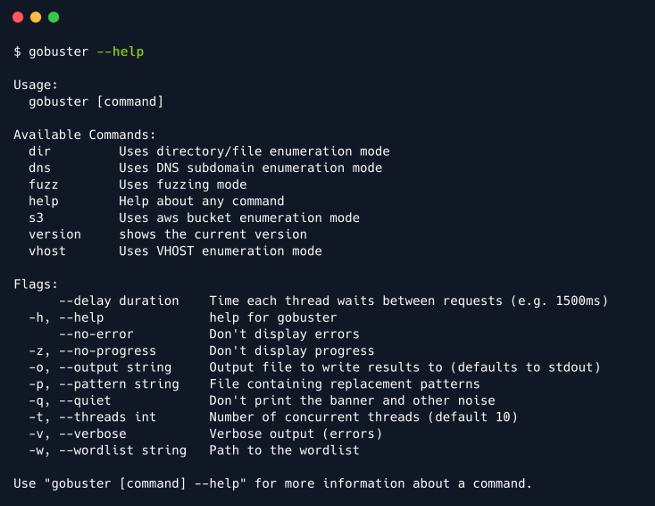 $ gobuster --help
Usage:
gobuster [command]
Available Commands:
dir Uses directory/file enumeration mode
dns Uses DNS subdomain enumeration mode
fuzz Uses fuzzing mode
help Help about any command
s3 Uses aws bucket enumeration mode
version shows the current version
vhost Uses VHOST enumeration mode
Flags:
--delay duration Time each thread waits between requests (e.g. 1500ms)
-h, --help help for gobuster
--no-error Don't display errors
-z, --no-progress Don't display progress
-o, --output string Output file to write results to (defaults to stdout)
-p, --pattern string File containing replacement patterns
-q, --quiet Don't print the banner and other noise
-t, --threads int Number of concurrent threads (default 10)
-v, --verbose Verbose output (errors)
-w, --wordlist string Path to the wordlist
Use "gobuster [command] --help" for more information about a command.